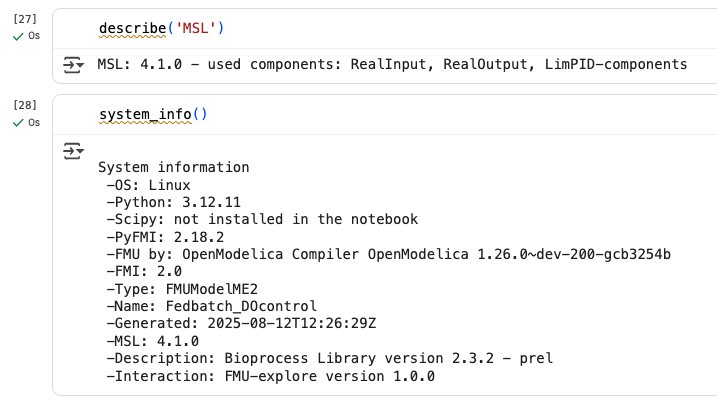 [27]
0s
describe('MSL')
MSL: 4.1.0 - used components: RealInput, RealOutput, LimPID-components
[28]
0s
system_info()
System information
-OS: Linux
-Python: 3.12.11
-Scipy: not installed in the notebook
-PyFMI: 2.18.2
-FMU by: OpenModelica Compiler OpenModelica 1.26.0~dev-200-gcb3254b
-FMI: 2.0
-Type: FMUModelME2
-Name: Fedbatch_DOcontrol
-Generated: 2025-08-12T12:26:29Z
-MSL: 4.1.0
-Description: Bioprocess Library version 2.3.2 - prel
-Interaction: FMU-explore version 1.0.0